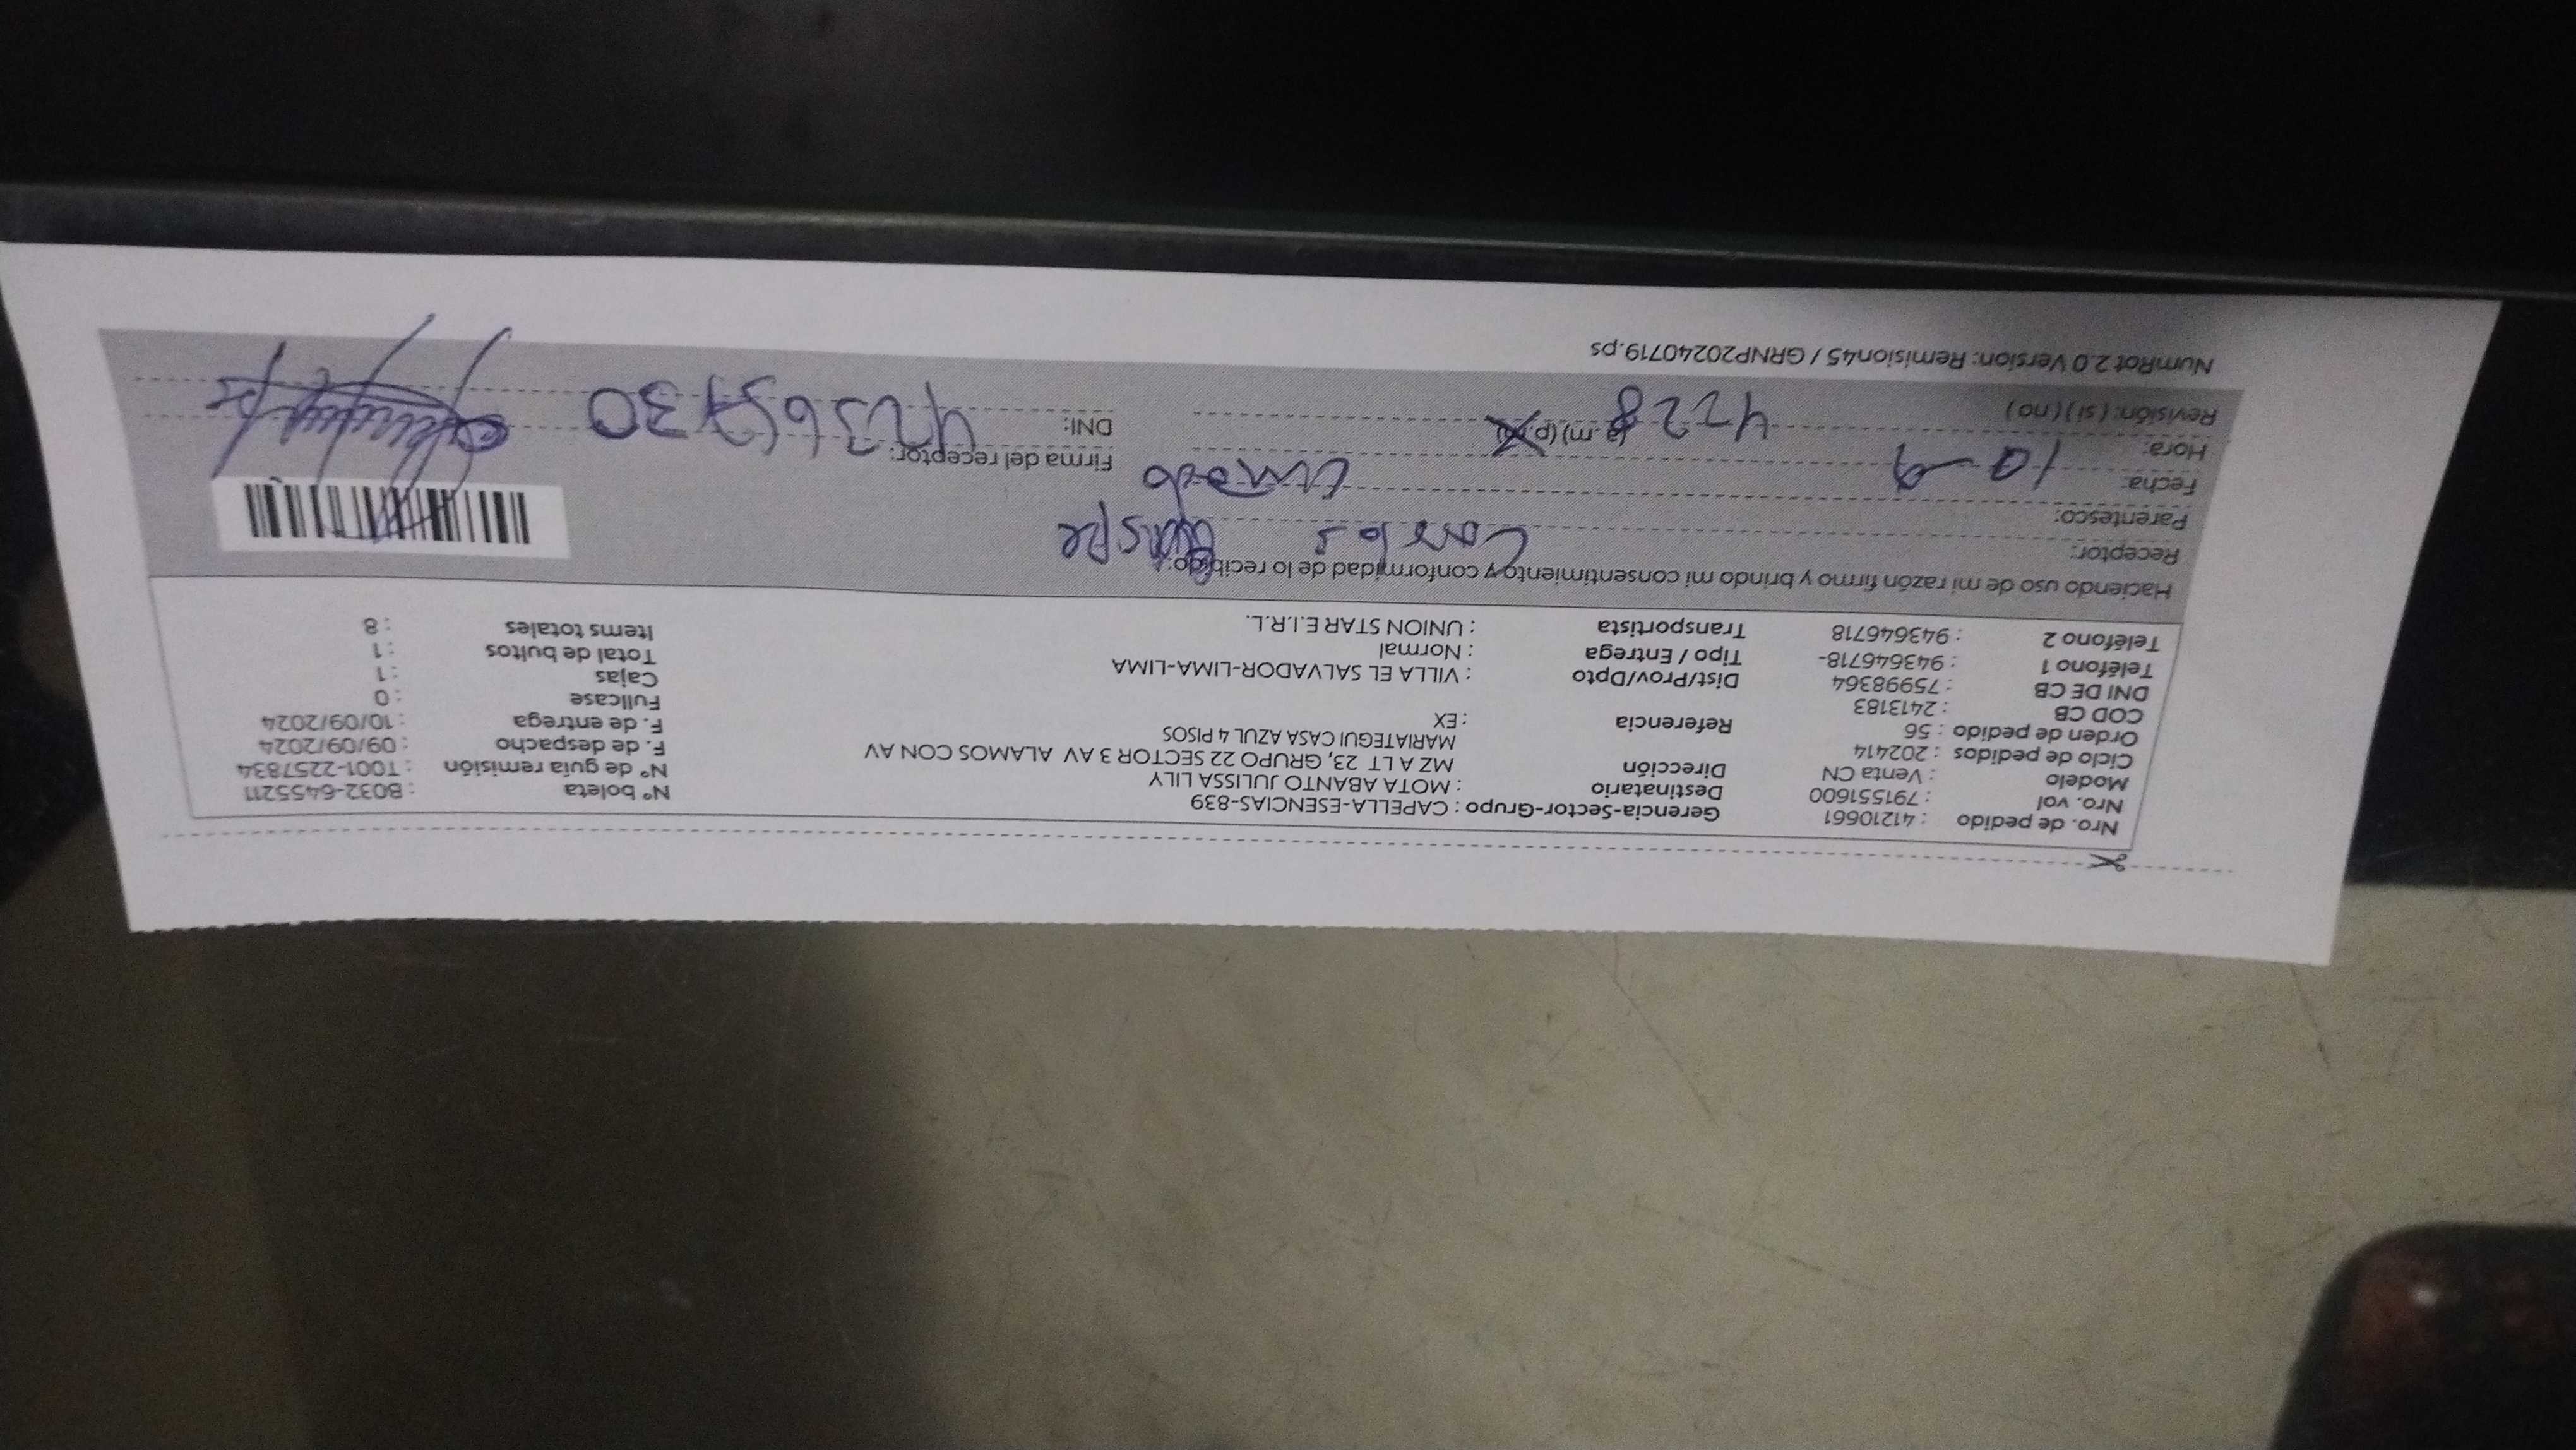 Nro. de pedido : 41210661 Gerencia-Sector-Grupo : CAPELLA-ESENCIAS-839 N° boleta : B032-6455211
Nro. vol : 791551600 Destinatario : MOTA ABANTO JULISSA LILY N° de guía remisión : T001-2257834
Modelo : Venta CN Dirección MZ A LT 23, GRUPO 22 SECTOR 3 AV ALAMOS CON AV F. de despacho : 09/09/2024
Ciclo de pedidos : 202414 MARIATEGUI CASA AZUL 4 PISOS F. de entrega : 10/09/2024
Orden de pedido : 56 Referencia : EX Fullcase : 0
COD CB : 2413183 Dist/Prov/Dpto : VILLA EL SALVADOR-LIMA-LIMA Cajas : 1
DNI DE CB : 75998364 Tipo / Entrega : Normal Total de bultos : 1
Teléfono 1 : 943646718- Transportista : UNION STAR E.I.R.L. Items totales : 8
Teléfono 2 : 943646718
Haciendo uso de mi razón firmo y brindo mi consentimiento y conformidad de lo recibido:
Receptor: Quispe
Parentesco:
Fecha: 10-9 Firma del receptor:
Hora: 4228 (a.m) (p.m) DNI:
Revisión: ( si ) ( no )
NumRot 2.0 Version: Remision45 / GRNP20240719.ps